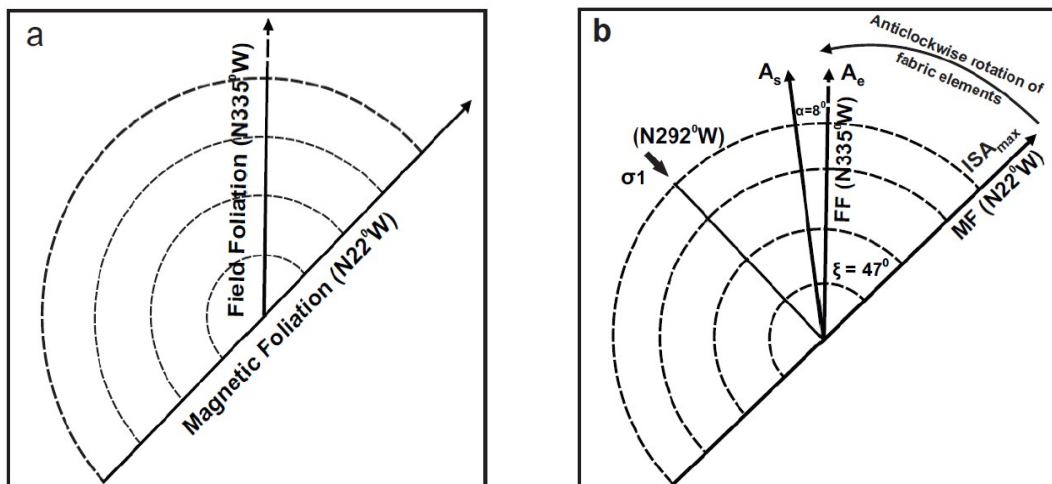 a
Field Foliation (N335⁰W)
Magnetic Foliation (N22⁰W)
b
Anticlockwise rotation of
fabric elements
As
Ae
α=8⁰
(N292⁰W)
σ1
FF (N335⁰W)
ISAmax
MF (N22⁰W)
ξ = 47⁰